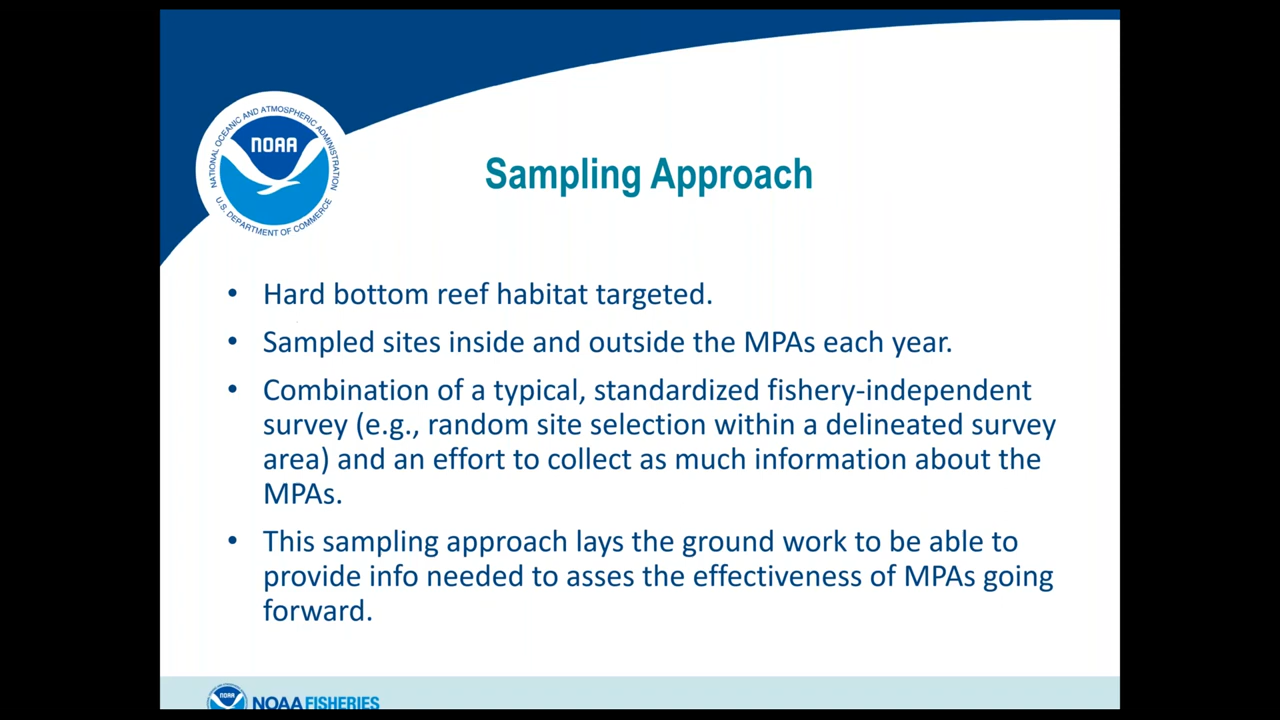 NATIONAL OCEANIC AND ATMOSPHERIC ADMINISTRATION
NOAA
U.S. DEPARTMENT OF COMMERCE
Sampling Approach
• Hard bottom reef habitat targeted.
• Sampled sites inside and outside the MPAs each year.
• Combination of a typical, standardized fishery-independent
survey (e.g., random site selection within a delineated survey
area) and an effort to collect as much information about the
MPAs.
• This sampling approach lays the ground work to be able to
provide info needed to asses the effectiveness of MPAs going
forward.
NOAA
NOAA FISHERIES